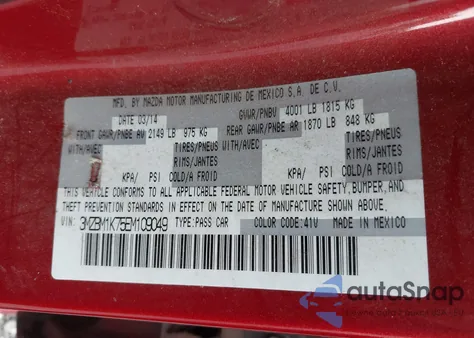 MFD. BY MAZDA MOTOR MANUFACTURING DE MEXICO S.A. DE C.V.
DATE 03/14 GVWR/PNBV 4001 LB 1815 KG
FRONT GAWR/PNBE AV 2149 LB 975 KG REAR GAWR/PNBE AR 1870 LB 848 KG
WITH/AVEC TIRES/PNEUS WITH/AVEC TIRES/PNEUS
RIMS/JANTES RIMS/JANTES
KPA/ PSI COLD/A FROID KPA/ PSI COLD/A FROID
THIS VEHICLE CONFORMS TO ALL APPLICABLE FEDERAL MOTOR VEHICLE SAFETY, BUMPER, AND
THEFT PREVENTION STANDARDS IN EFFECT ON THE DATE OF MANUFACTURE SHOWN ABOVE.
VIN: 3MZBM1K75EM109049 TYPE: PASS CAR COLOR CODE: 41V MADE IN MEXICO
autoSnap